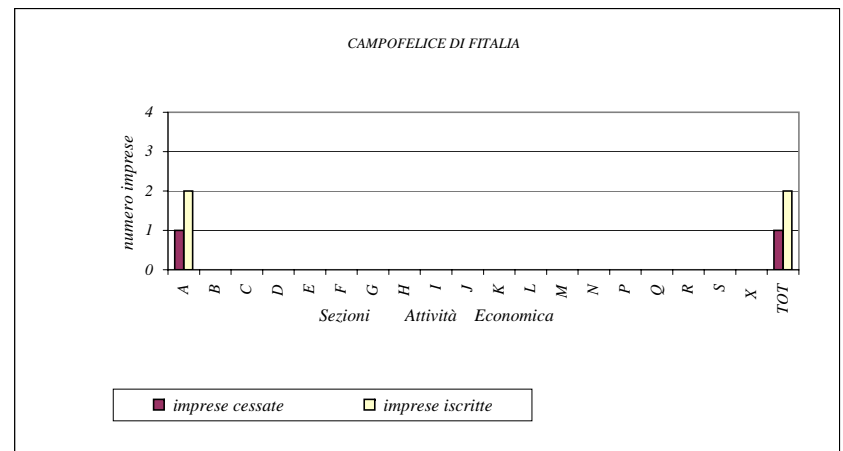 CAMPOFELICE DI FITALIA
numero imprese
4
3
2
1
0
A B C D E F G H I J K L M N P Q R S X TOT
Sezioni Attività Economica
imprese cessate imprese iscritte